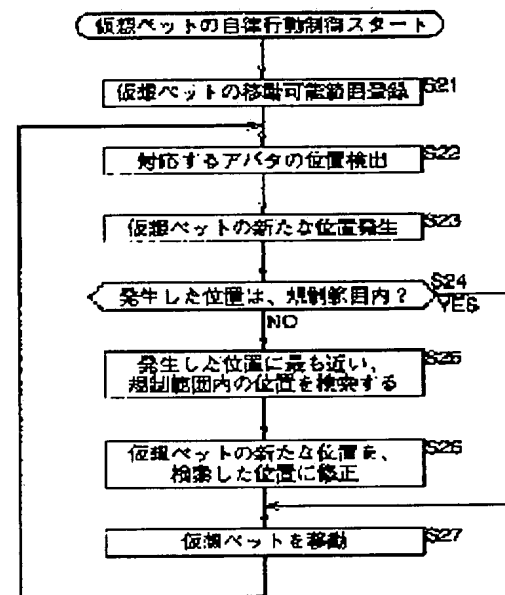 仮想ペットの自律行動制御スタート
仮想ペットの移動可能範囲登録
S21
対応するアバタの位置検出
S22
仮想ペットの新たな位置発生
S23
発生した位置は、規制範囲内？
S24
YES
NO
発生した位置に最も近い、
規制範囲内の位置を検索する
S25
仮想ペットの新たな位置を、
検索した位置に修正
S26
仮想ペットを移動
S27